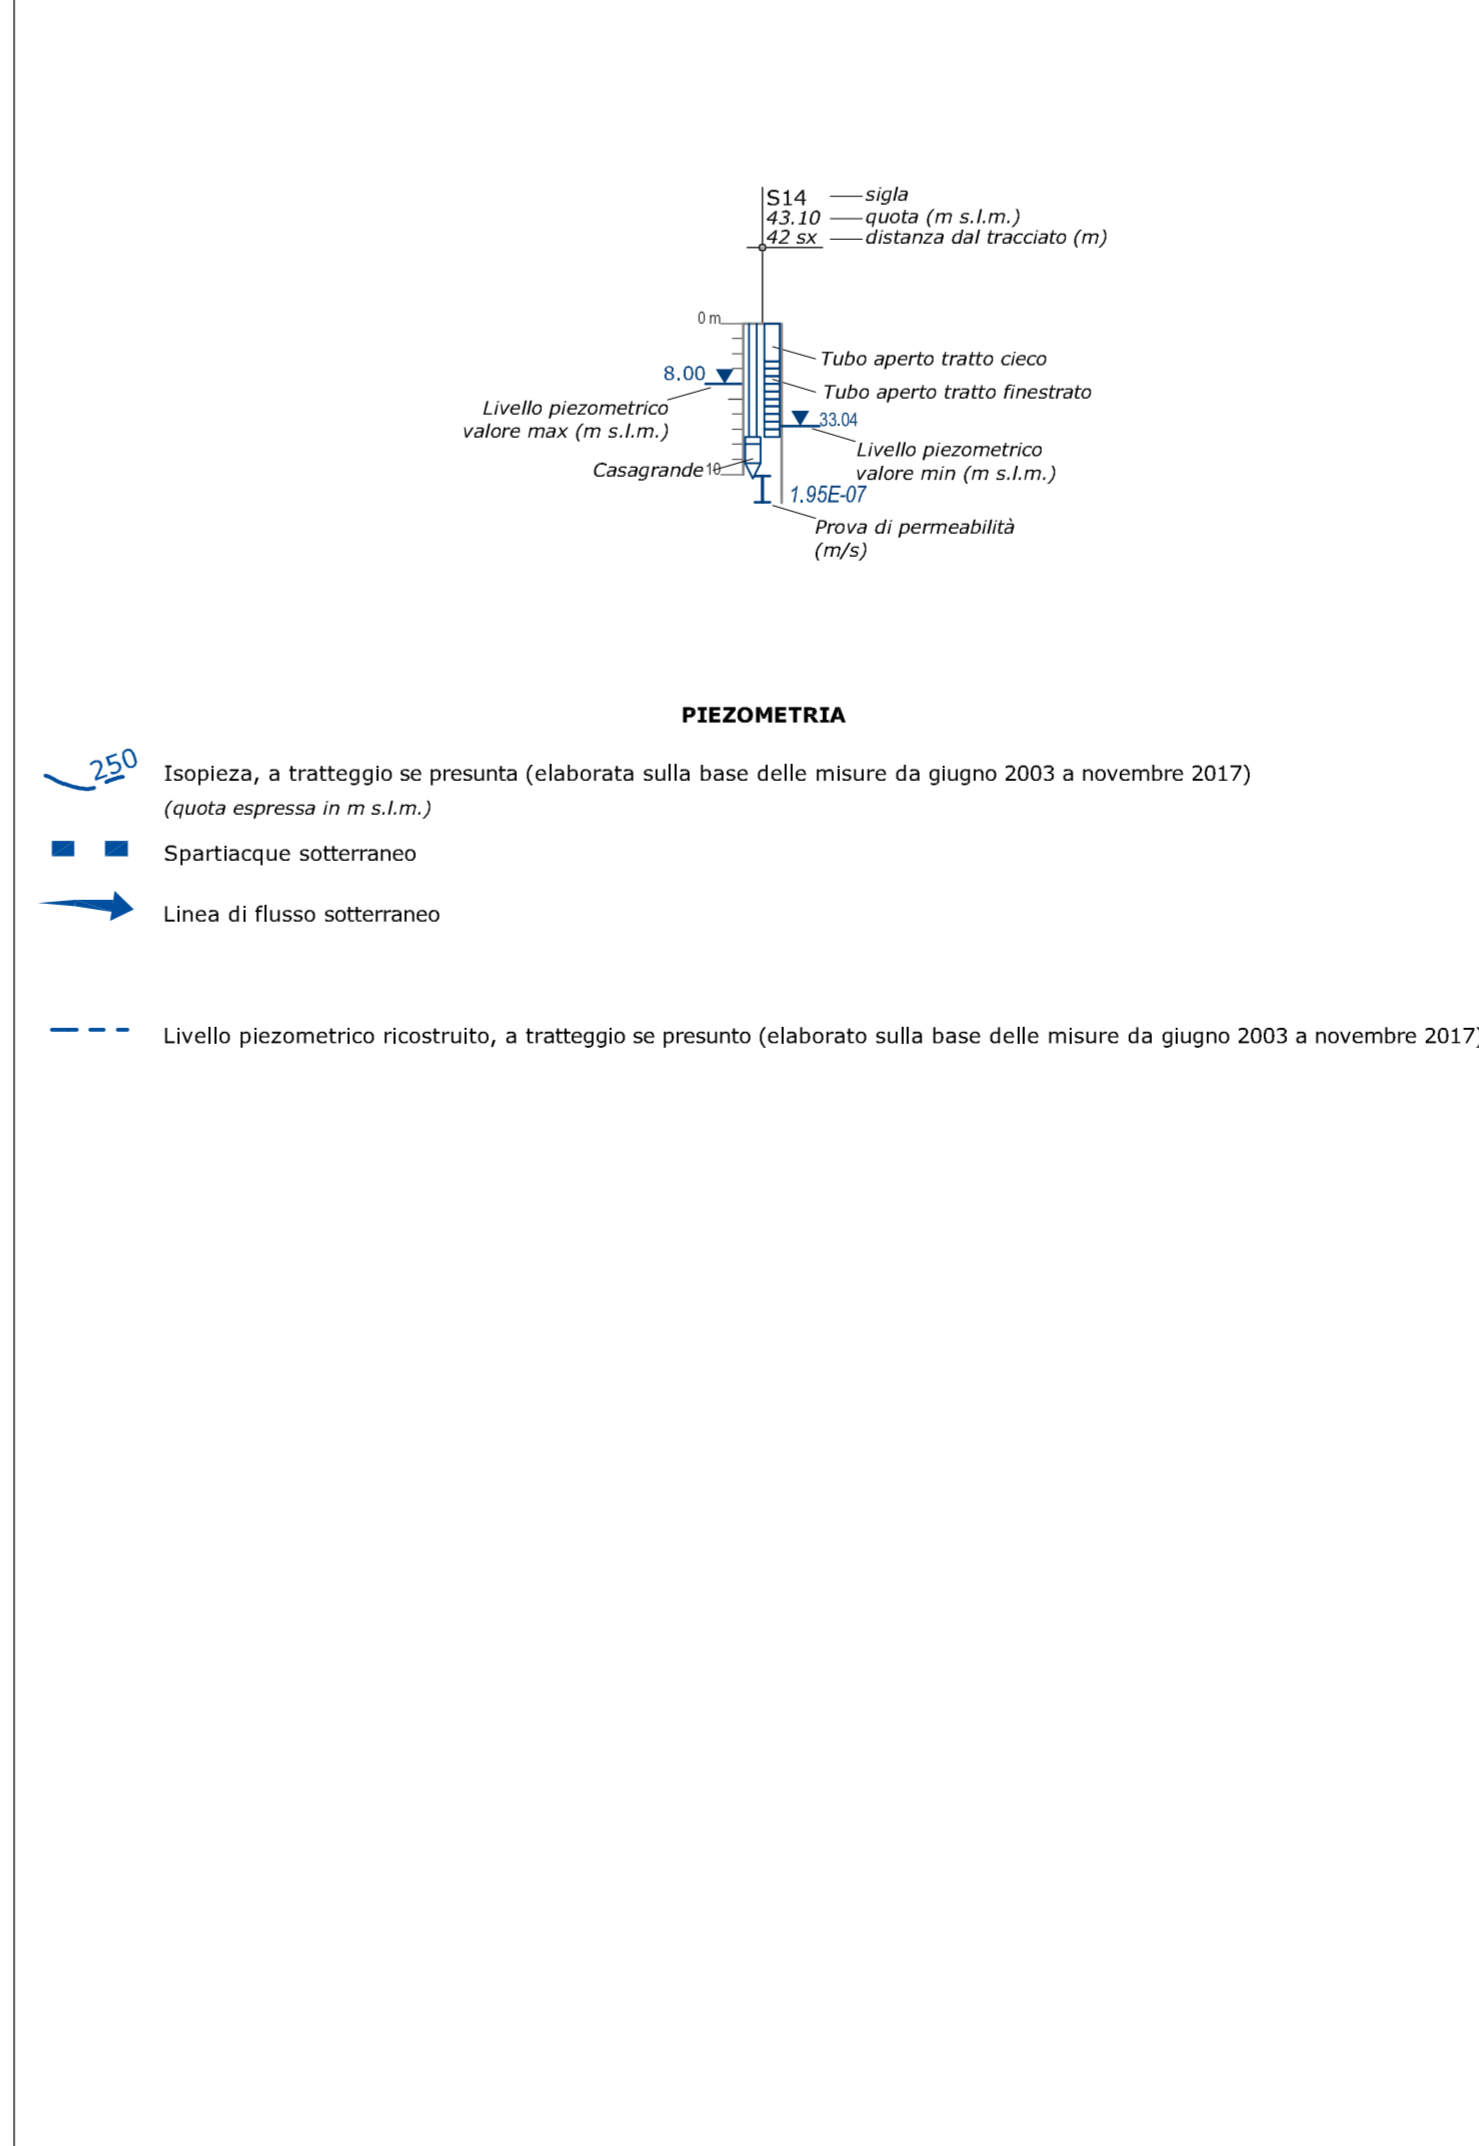 S14 sigla
43.10 quota (m s.l.m.)
42 sx distanza dal tracciato (m)
0 m
Tubo aperto tratto cieco
8.00
Tubo aperto tratto finestrato
Livello piezometrico
valore max (m s.l.m.)
33.04
Livello piezometrico
valore min (m s.l.m.)
Casagrande 10
1.95E-07
Prova di permeabilità
(m/s)
PIEZOMETRIA
250
Isopieza, a tratteggio se presunta (elaborata sulla base delle misure da giugno 2003 a novembre 2017)
(quota espressa in m s.l.m.)
Spartiacque sotterraneo
Linea di flusso sotterraneo
Livello piezometrico ricostruito, a tratteggio se presunto (elaborato sulla base delle misure da giugno 2003 a novembre 2017)